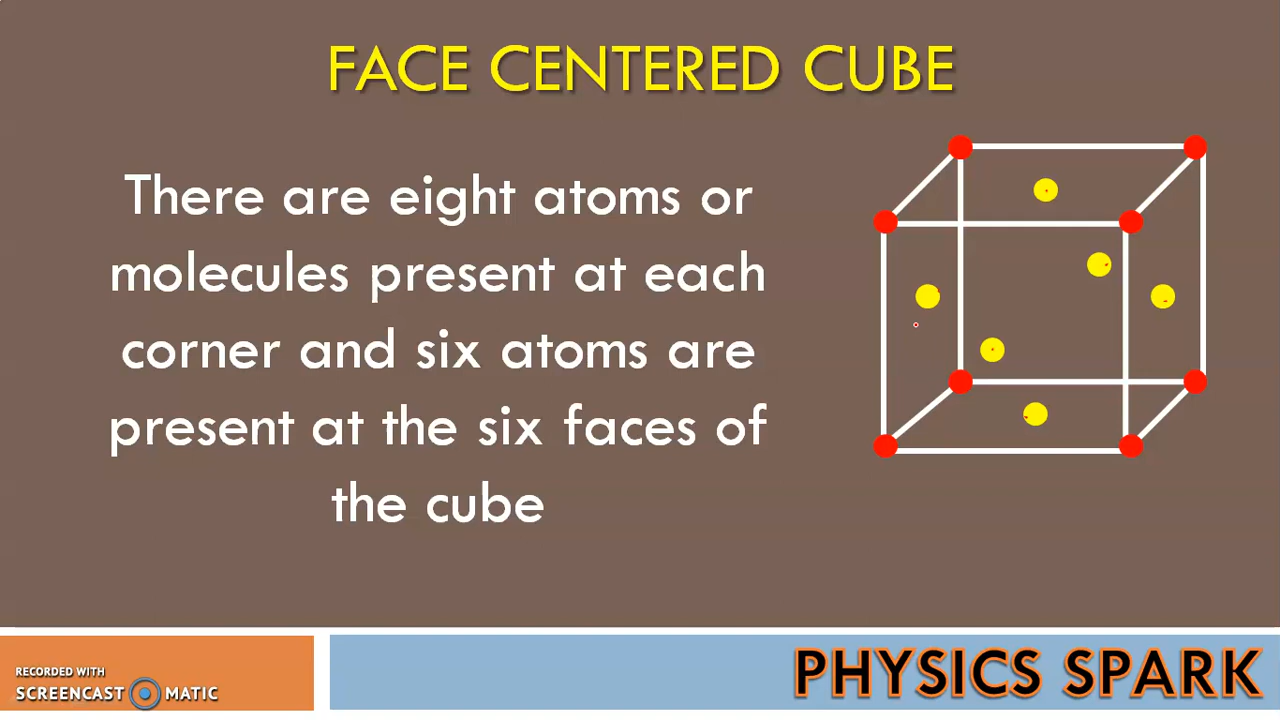 FACE CENTERED CUBE
There are eight atoms or
molecules present at each
corner and six atoms are
present at the six faces of
the cube
RECORDED WITH
SCREENCAST MATIC
PHYSICS SPARK